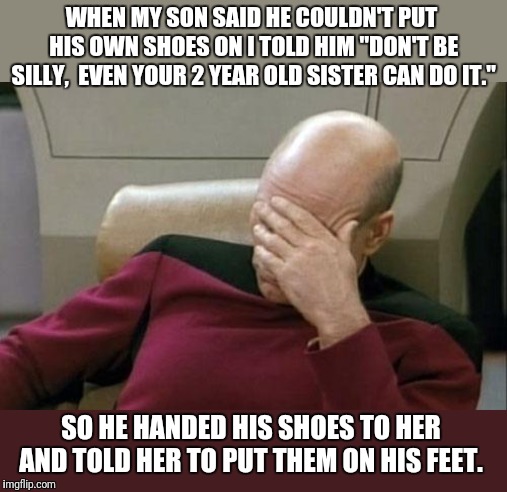 WHEN MY SON SAID HE COULDN'T PUT
HIS OWN SHOES ON I TOLD HIM "DON'T BE
SILLY, EVEN YOUR 2 YEAR OLD SISTER CAN DO IT."
SO HE HANDED HIS SHOES TO HER
AND TOLD HER TO PUT THEM ON HIS FEET.
imgflip.com